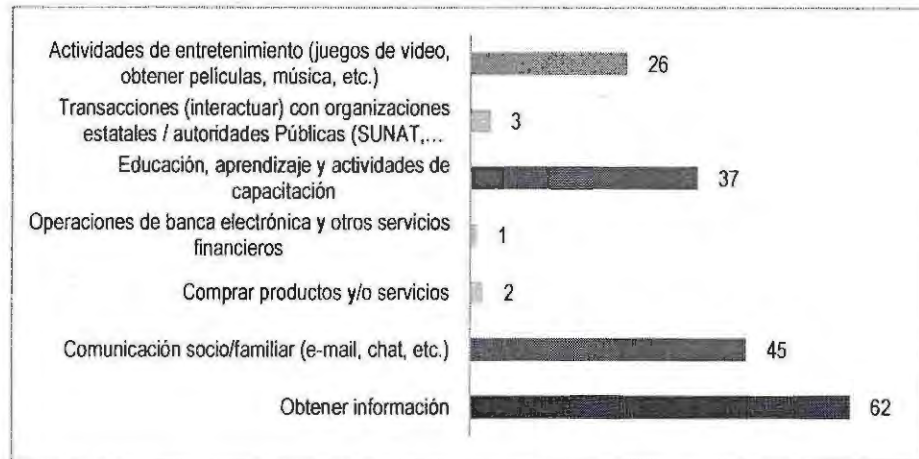 Actividades de entretenimiento (juegos de video,
obtener películas, música, etc.)
26
Transacciones (interactuar) con organizaciones
estatales / autoridades Públicas (SUNAT,...
3
Educación, aprendizaje y actividades de
capacitación
37
Operaciones de banca electrónica y otros servicios
financieros
1
Comprar productos y/o servicios
2
Comunicación socio/familiar (e-mail, chat, etc.)
45
Obtener información
62